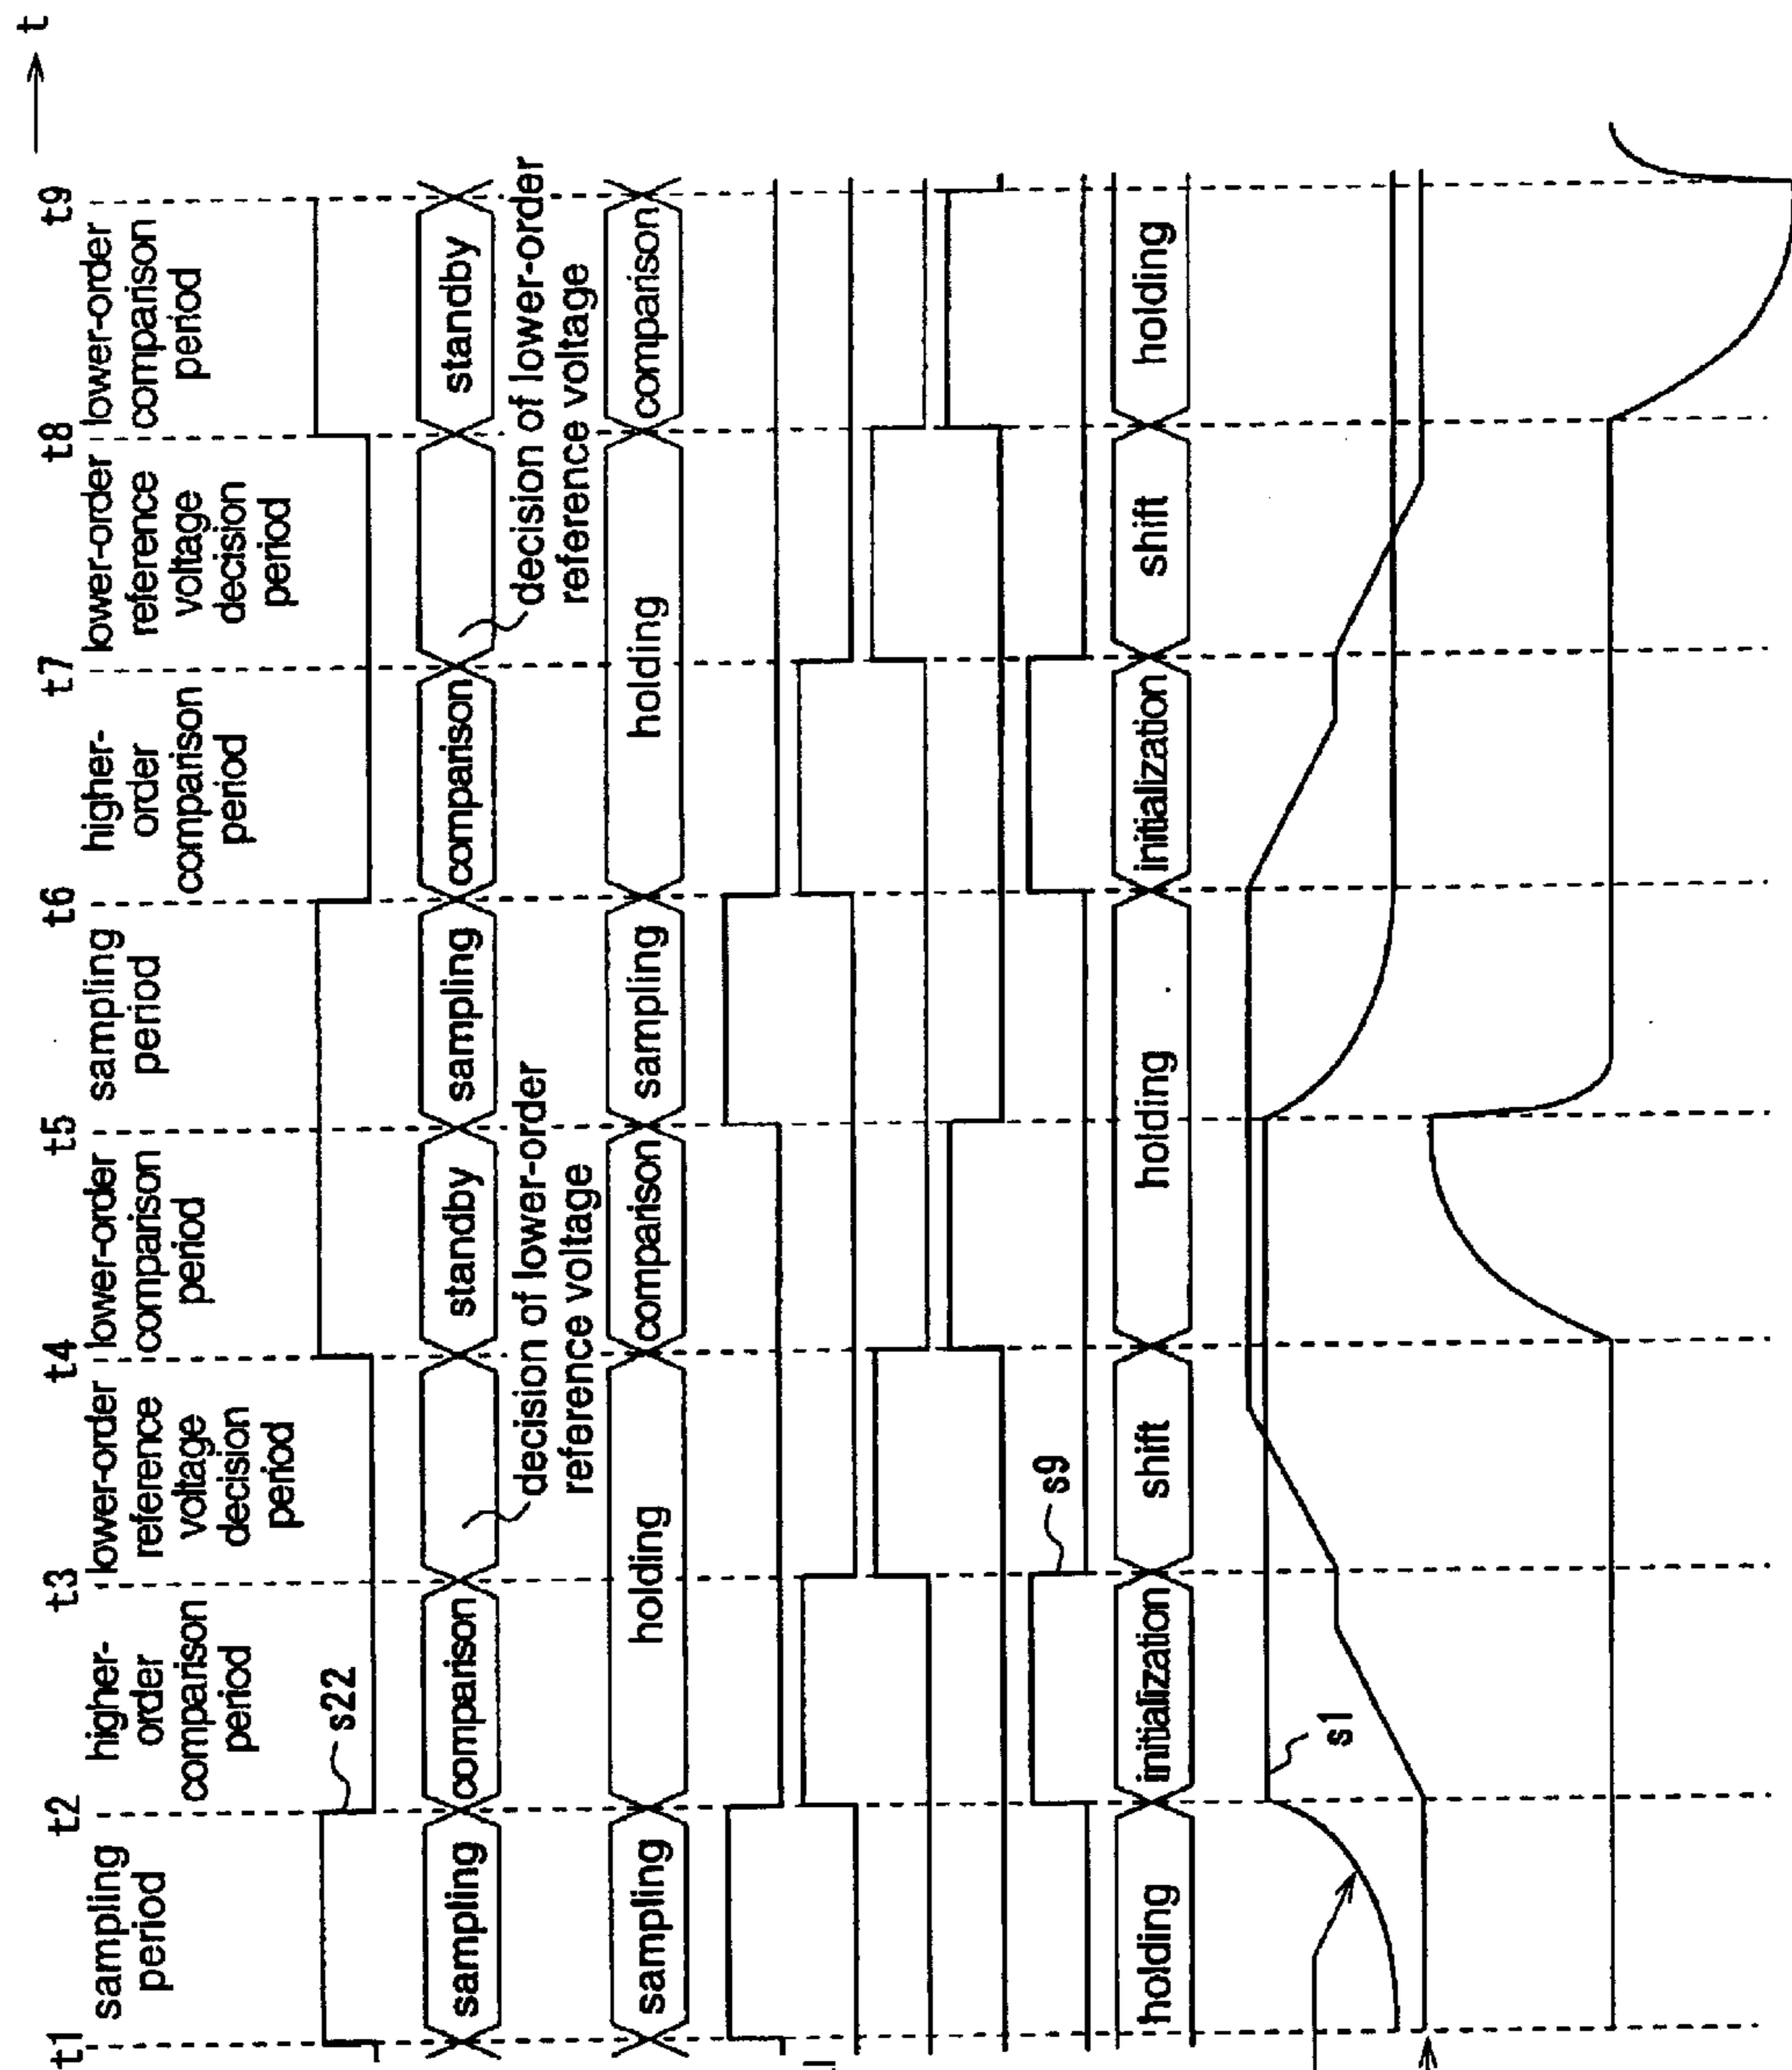 t
t1
t2
t3
t4
t5
t6
t7
t8
t9
sampling
period
higher-
order
comparison
period
lower-order
reference
voltage
decision
period
lower-order
comparison
period
sampling
period
higher-
order
comparison
period
lower-order
reference
voltage
decision
period
lower-order
comparison
period
s22
sampling
comparison
standby
sampling
comparison
standby
decision of lower-order
reference voltage
decision of lower-order
reference voltage
sampling
holding
comparison
sampling
holding
comparison
s9
holding
initialization
shift
holding
initialization
shift
holding
s1